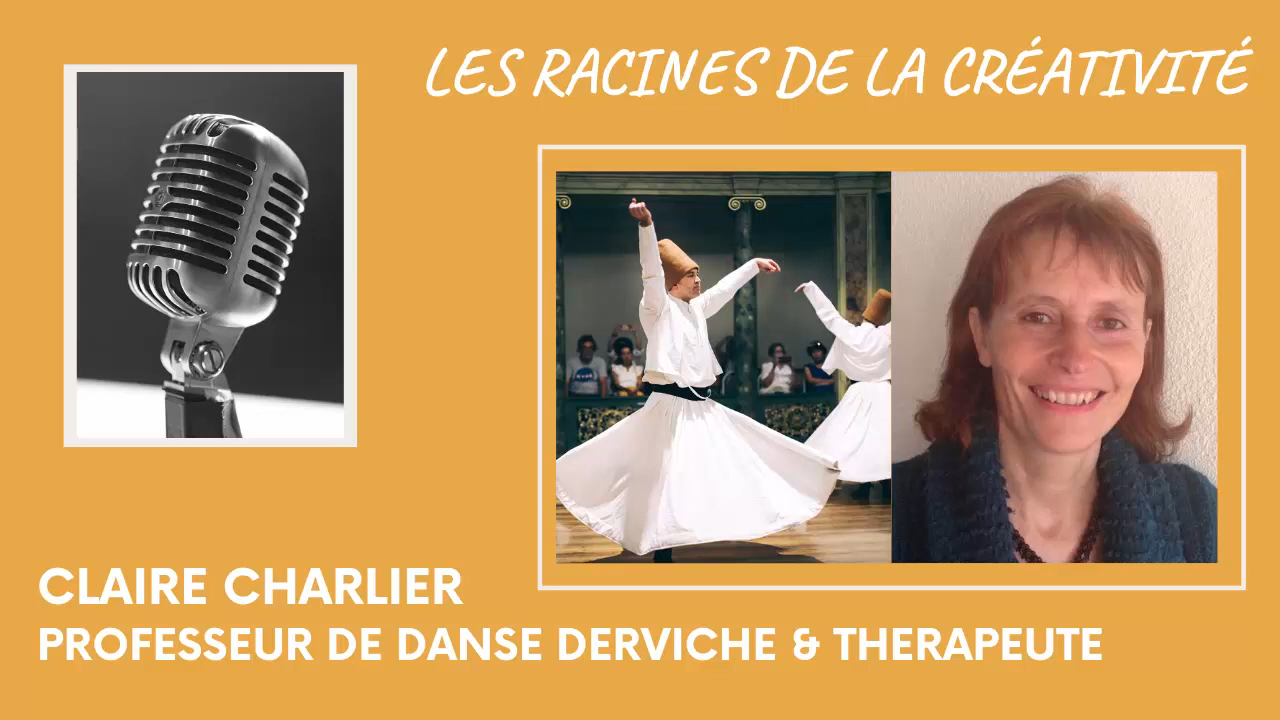 LES RACINES DE LA CRÉATIVITÉ
CLAIRE CHARLIER
PROFESSEUR DE DANSE DERVICHE & THERAPEUTE